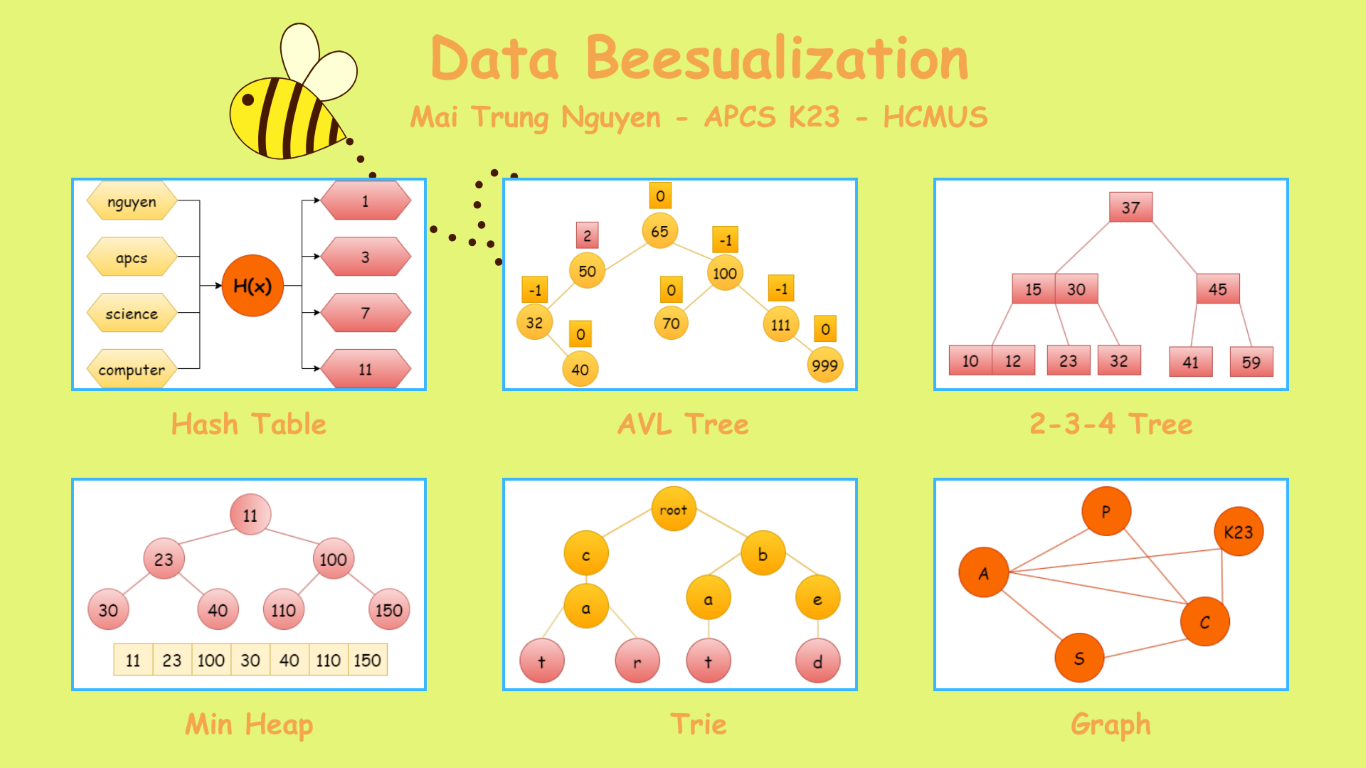 Data Beesualization
Mai Trung Nguyen - APCS K23 - HCMUS
nguyen
apcs
science
computer
H(x)
1
3
7
11
Hash Table
0
65
2
50
-1
100
-1
32
0
70
-1
111
0
40
0
999
AVL Tree
37
15 30
45
10 12
23
32
41
59
2-3-4 Tree
11
23
100
30
40
110
150
11 23 100 30 40 110 150
Min Heap
root
c
b
a
a
e
t
r
t
d
Trie
P
K23
A
C
S
Graph